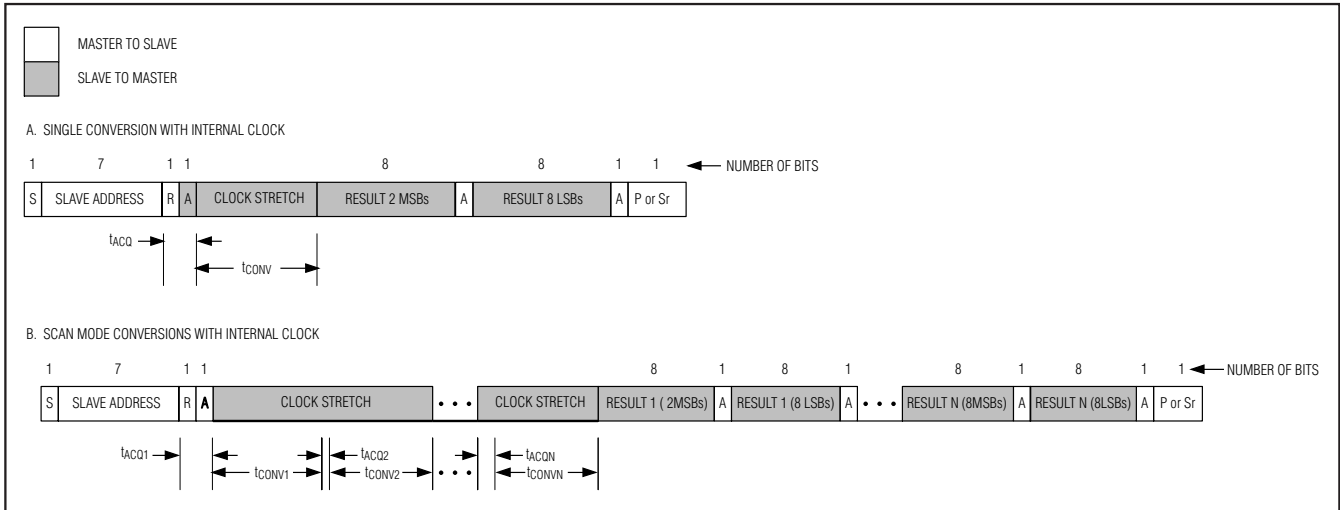 MASTER TO SLAVE
SLAVE TO MASTER
A. SINGLE CONVERSION WITH INTERNAL CLOCK
1 7 1 1 8 8 1 1 NUMBER OF BITS
S SLAVE ADDRESS R A CLOCK STRETCH RESULT 2 MSBs A RESULT 8 LSBs A P or Sr
tACQ
tCONV
B. SCAN MODE CONVERSIONS WITH INTERNAL CLOCK
1 7 1 1 8 1 8 1 8 1 8 1 1 NUMBER OF BITS
S SLAVE ADDRESS R A CLOCK STRETCH • • • CLOCK STRETCH RESULT 1 ( 2MSBs) A RESULT 1 (8 LSBs) A • • • RESULT N (8MSBs) A RESULT N (8LSBs) A P or Sr
tACQ1 tACQ2 tACQN
tCONV1 tCONV2 • • • tCONVN